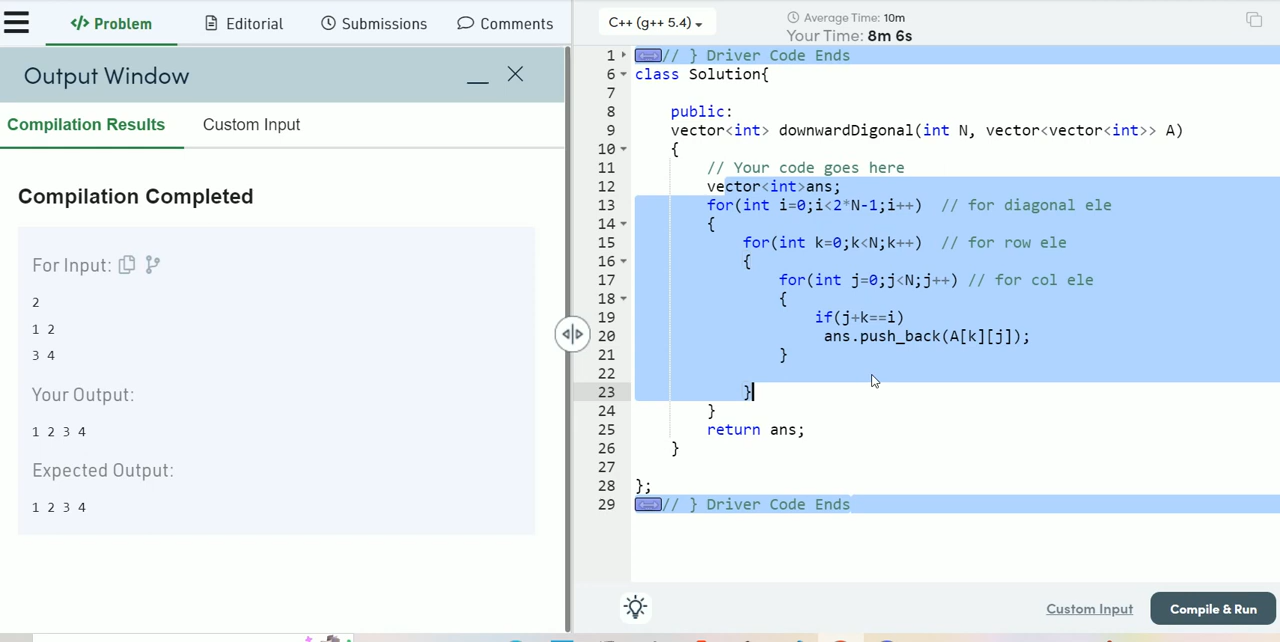 Problem
Editorial
Submissions
Comments
Output Window
Compilation Results
Custom Input
Compilation Completed
For Input:
2
1 2
3 4
Your Output:
1 2 3 4
Expected Output:
1 2 3 4
C++ (g++ 5.4)
Average Time: 10m
Your Time: 8m 6s
1 // } Driver Code Ends
6 class Solution{
7
8 public:
9 vector<int> downwardDigonal(int N, vector<vector<int>> A)
10 {
11 // Your code goes here
12 vector<int>ans;
13 for(int i=0;i<2*N-1;i++)  // for diagonal ele
14 {
15 for(int k=0;k<N;k++)  // for row ele
16 {
17 for(int j=0;j<N;j++) // for col ele
18 {
19 if(j+k==i)
20 ans.push_back(A[k][j]);
21 }
22
23 }
24 }
25 return ans;
26 }
27
28 };
29 // } Driver Code Ends
Custom Input
Compile & Run